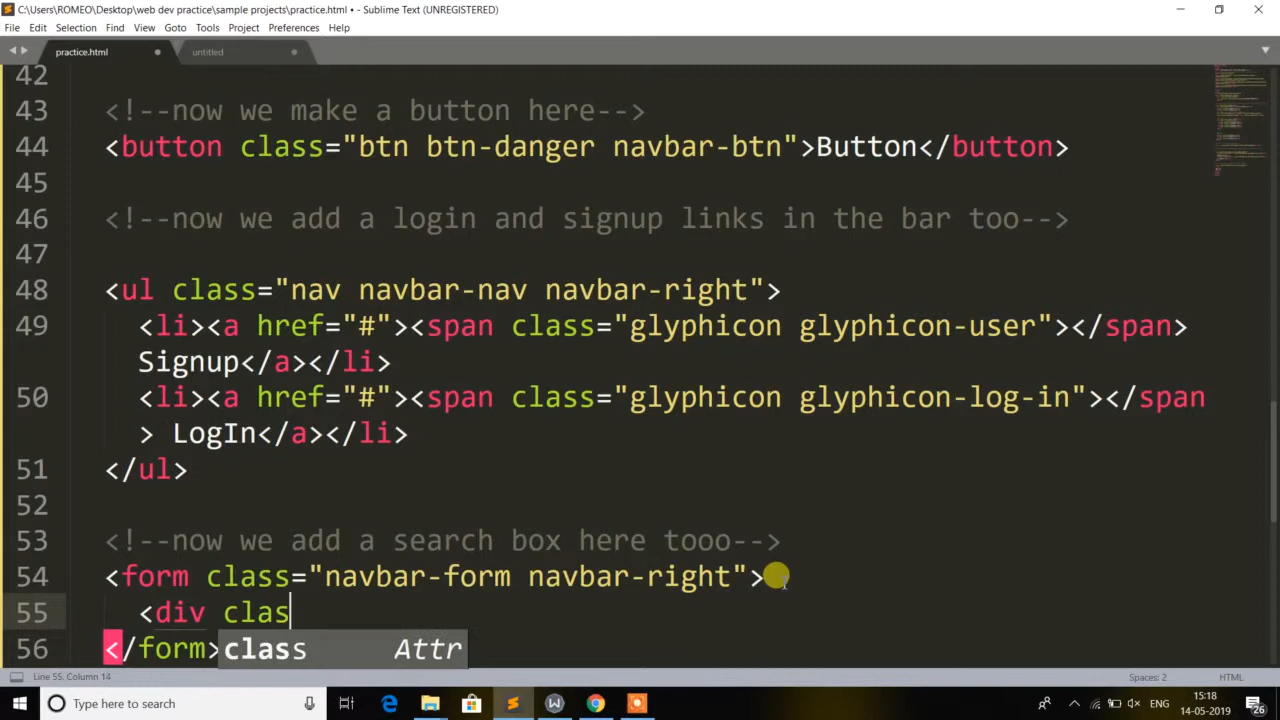 C:\Users\ROMEO\Desktop\web dev practice\sample projects\practice.html • - Sublime Text (UNREGISTERED)
File Edit Selection Find View Goto Tools Project Preferences Help
practice.html untitled
42
43 <!--now we make a button here-->
44 <button class="btn btn-danger navbar-btn">Button</button>
45
46 <!--now we add a login and signup links in the bar too-->
47
48 <ul class="nav navbar-nav navbar-right">
49 <li><a href="#"><span class="glyphicon glyphicon-user"></span>
Signup</a></li>
50 <li><a href="#"><span class="glyphicon glyphicon-log-in"></span
> LogIn</a></li>
51 </ul>
52
53 <!--now we add a search box here tooo-->
54 <form class="navbar-form navbar-right">
55 <div clas
56 </form>
class Attr
Line 55, Column 14 Spaces: 2 HTML
Type here to search
ENG
15:18
14-05-2019
26